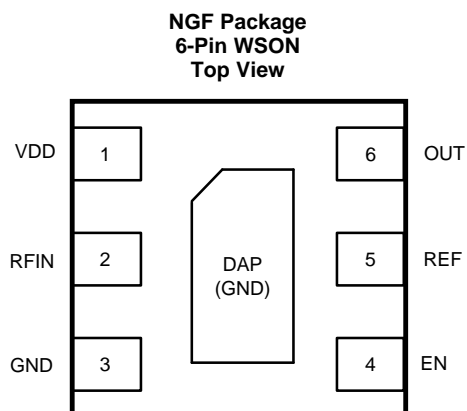 NGF Package
6-Pin WSON
Top View
VDD 1 6 OUT
RFIN 2 DAP (GND) 5 REF
GND 3 4 EN